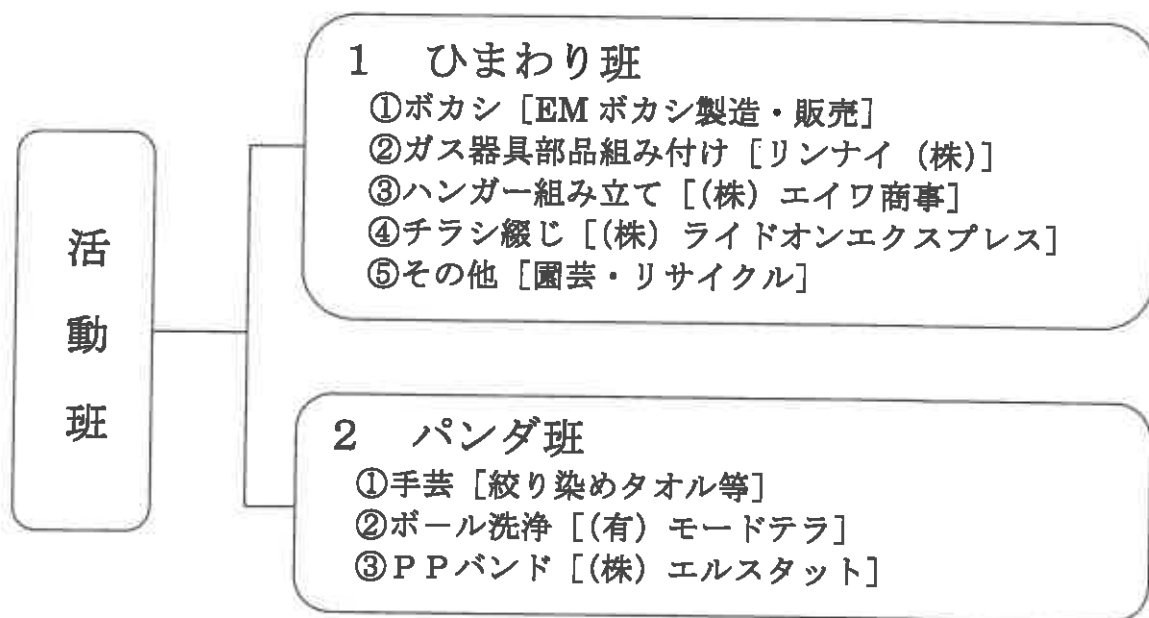 活動班
1 ひまわり班
①ボカシ［EMボカシ製造・販売］
②ガス器具部品組み付け［リンナイ（株）］
③ハンガー組み立て［(株）エイワ商事］
④チラシ綴じ［(株）ライドオンエクスプレス］
⑤その他［園芸・リサイクル］
2 パンダ班
①手芸［絞り染めタオル等］
②ボール洗浄［(有）モードテラ］
③ＰＰバンド［(株）エルスタット］